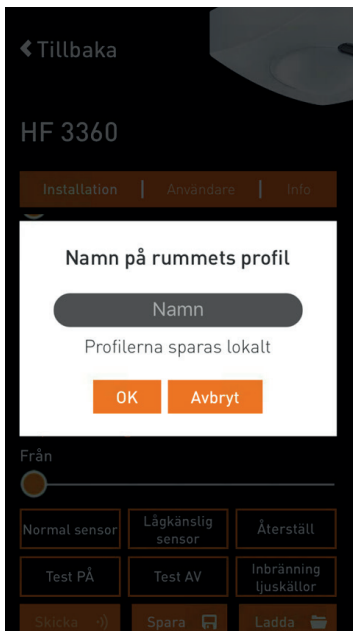 Tillbaka
HF 3360
Installation | Användare | Info
Namn på rummets profil
Namn
Profilerna sparas lokalt
OK Avbryt
Från
Normal sensor Lågkänslig sensor Återställ
Test PÅ Test AV Inbränning ljuskällor
Skicka Spara Ladda